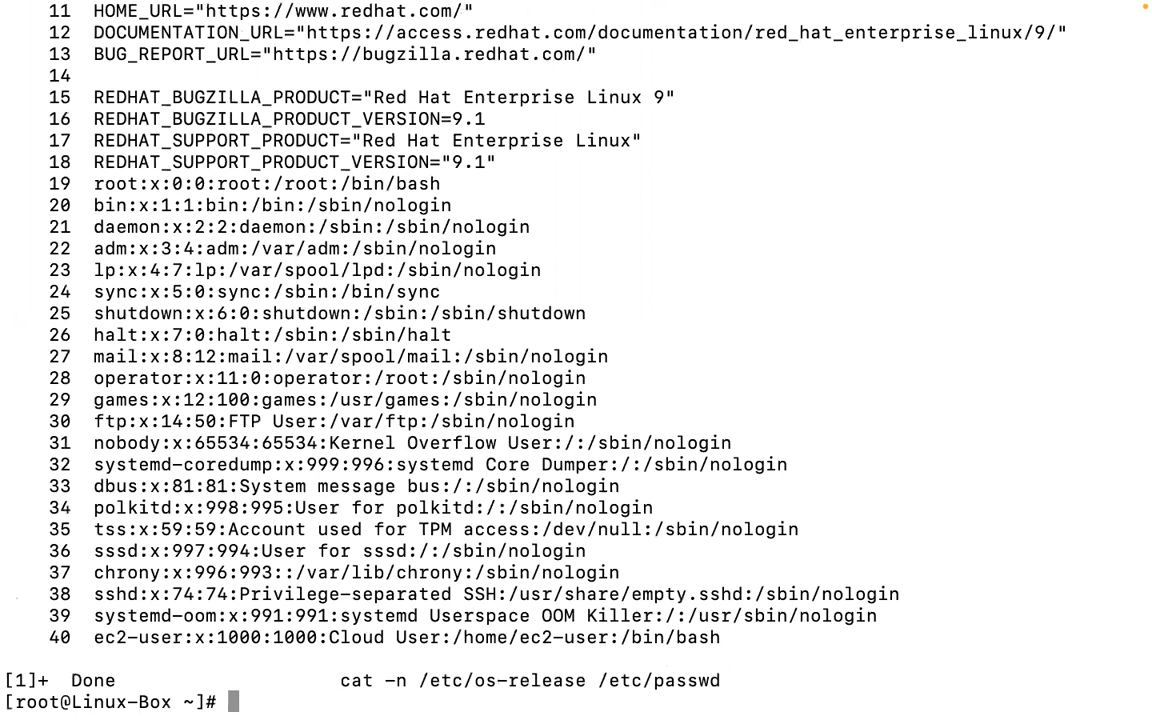 11  HOME_URL="https://www.redhat.com/"
12  DOCUMENTATION_URL="https://access.redhat.com/documentation/red_hat_enterprise_linux/9/"
13  BUG_REPORT_URL="https://bugzilla.redhat.com/"
14
15  REDHAT_BUGZILLA_PRODUCT="Red Hat Enterprise Linux 9"
16  REDHAT_BUGZILLA_PRODUCT_VERSION=9.1
17  REDHAT_SUPPORT_PRODUCT="Red Hat Enterprise Linux"
18  REDHAT_SUPPORT_PRODUCT_VERSION="9.1"
19  root:x:0:0:root:/root:/bin/bash
20  bin:x:1:1:bin:/bin:/sbin/nologin
21  daemon:x:2:2:daemon:/sbin:/sbin/nologin
22  adm:x:3:4:adm:/var/adm:/sbin/nologin
23  lp:x:4:7:lp:/var/spool/lpd:/sbin/nologin
24  sync:x:5:0:sync:/sbin:/bin/sync
25  shutdown:x:6:0:shutdown:/sbin:/sbin/shutdown
26  halt:x:7:0:halt:/sbin:/sbin/halt
27  mail:x:8:12:mail:/var/spool/mail:/sbin/nologin
28  operator:x:11:0:operator:/root:/sbin/nologin
29  games:x:12:100:games:/usr/games:/sbin/nologin
30  ftp:x:14:50:FTP User:/var/ftp:/sbin/nologin
31  nobody:x:65534:65534:Kernel Overflow User:/:/sbin/nologin
32  systemd-coredump:x:999:996:systemd Core Dumper:/:/sbin/nologin
33  dbus:x:81:81:System message bus:/:/sbin/nologin
34  polkitd:x:998:995:User for polkitd:/:/sbin/nologin
35  tss:x:59:59:Account used for TPM access:/dev/null:/sbin/nologin
36  sssd:x:997:994:User for sssd:/:/sbin/nologin
37  chrony:x:996:993::/var/lib/chrony:/sbin/nologin
38  sshd:x:74:74:Privilege-separated SSH:/usr/share/empty.sshd:/sbin/nologin
39  systemd-oom:x:991:991:systemd Userspace OOM Killer:/:/usr/sbin/nologin
40  ec2-user:x:1000:1000:Cloud User:/home/ec2-user:/bin/bash
[1]+  Done                    cat -n /etc/os-release /etc/passwd
[root@Linux-Box ~]#